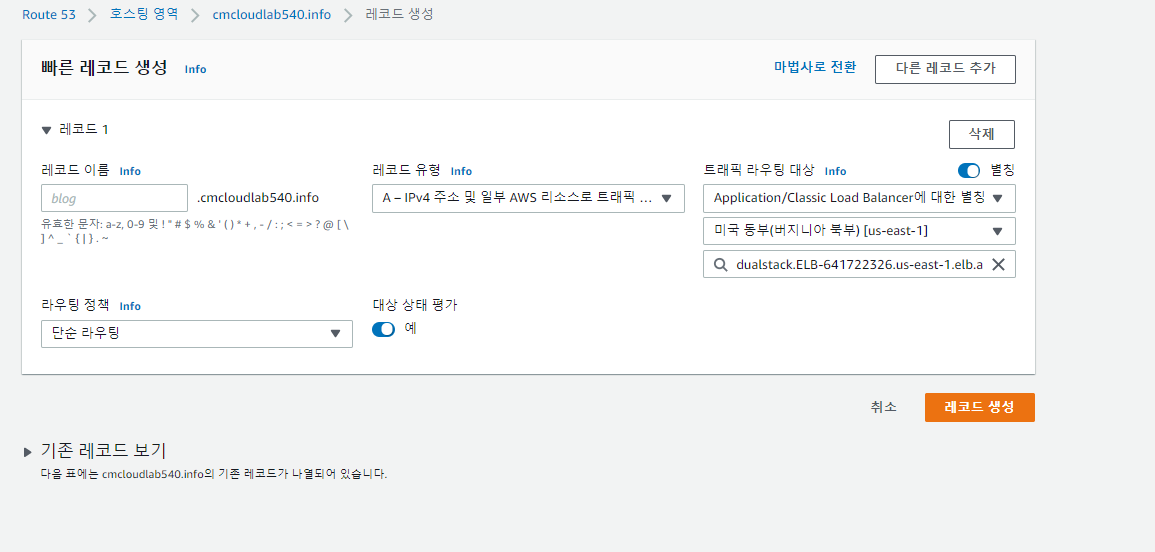 Route 53 > 호스팅 영역 > cmcloudlab540.info > 레코드 생성
빠른 레코드 생성 Info
마법사로 전환 다른 레코드 추가
▼ 레코드 1
삭제
레코드 이름 Info
blog .cmcloudlab540.info
유효한 문자: a-z, 0-9 및 ! " # $ % & ' ( ) * + , - / : ; < = > ? @ [ \
] ^ _ ` { | } . ~
레코드 유형 Info
A – IPv4 주소 및 일부 AWS 리소스로 트래픽 ...
트래픽 라우팅 대상 Info 별칭
Application/Classic Load Balancer에 대한 별칭
미국 동부(버지니아 북부) [us-east-1]
dualstack.ELB-641722326.us-east-1.elb.a
라우팅 정책 Info
단순 라우팅
대상 상태 평가
예
취소 레코드 생성
▶ 기존 레코드 보기
다음 표에는 cmcloudlab540.info의 기존 레코드가 나열되어 있습니다.